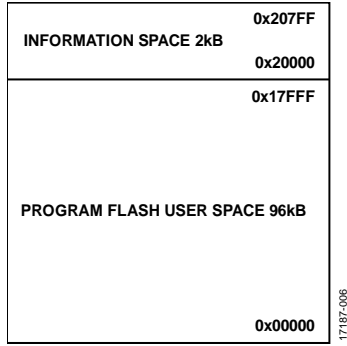 0x207FF
INFORMATION SPACE 2kB
0x20000
0x17FFF
PROGRAM FLASH USER SPACE 96kB
0x00000
17187-006